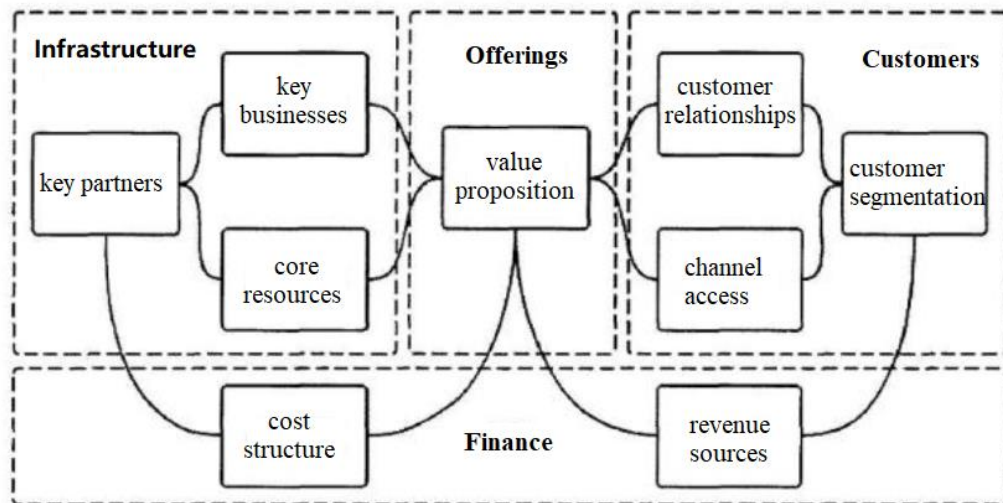 Infrastructure
key
businesses
key partners
core
resources
Offerings
value
proposition
Customers
customer
relationships
customer
segmentation
channel
access
cost
structure
Finance
revenue
sources